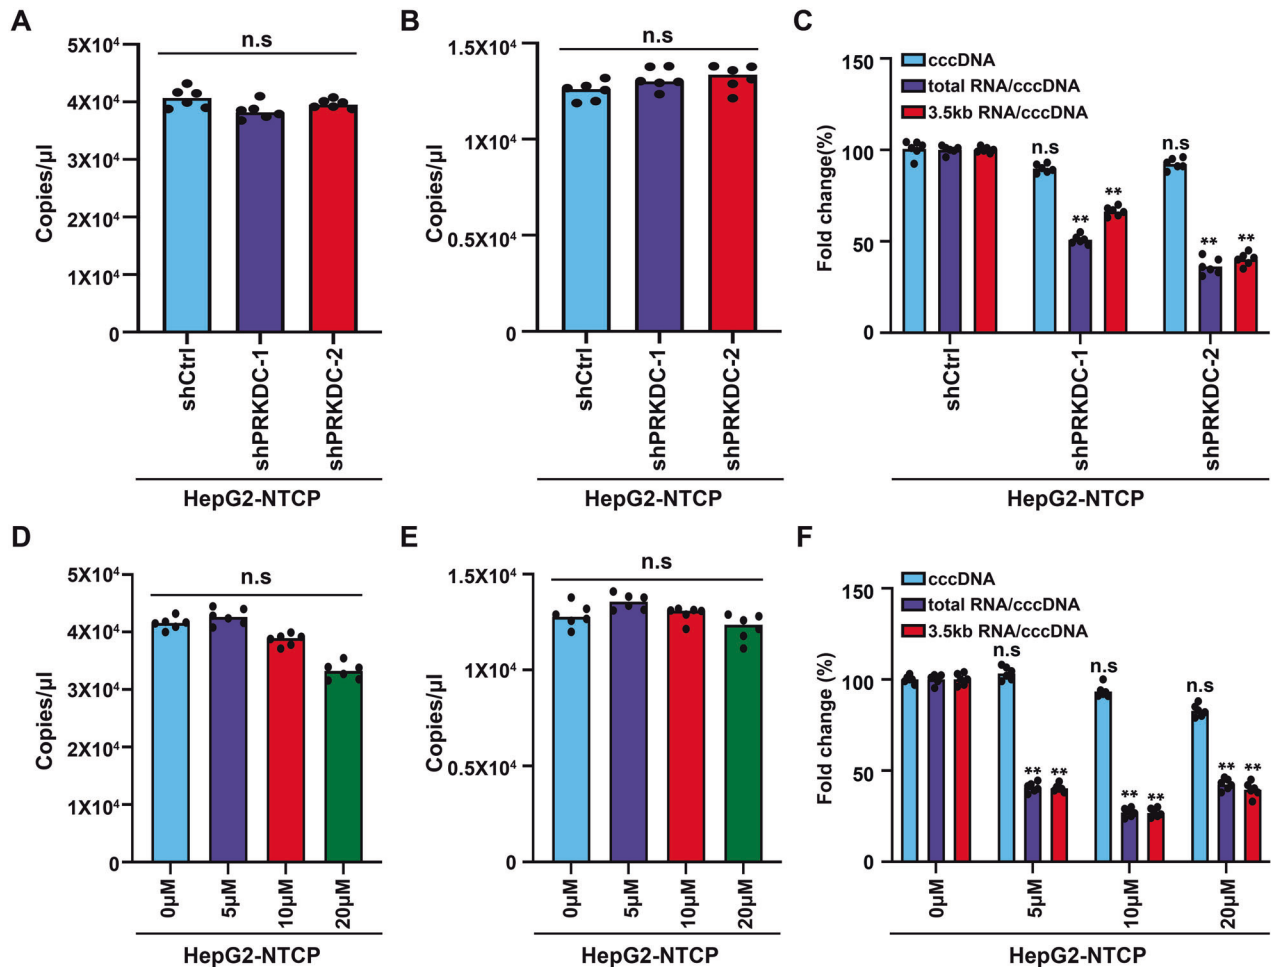 A
n.s
5X10⁴
4X10⁴
3X10⁴
2X10⁴
1X10⁴
0
Copies/µl
shCtrl
shPRKDC-1
shPRKDC-2
HepG2-NTCP
B
n.s
1.5X10⁴
1X10⁴
0.5X10⁴
0
Copies/µl
shCtrl
shPRKDC-1
shPRKDC-2
HepG2-NTCP
C
cccDNA
total RNA/cccDNA
3.5kb RNA/cccDNA
150
100
50
0
Fold change(%)
n.s
**
**
n.s
**
**
shCtrl
shPRKDC-1
shPRKDC-2
HepG2-NTCP
D
n.s
5X10⁴
4X10⁴
3X10⁴
2X10⁴
1X10⁴
0
Copies/µl
0µM
5µM
10µM
20µM
HepG2-NTCP
E
n.s
1.5X10⁴
1X10⁴
0.5X10⁴
0
Copies/µl
0µM
5µM
10µM
20µM
HepG2-NTCP
F
cccDNA
total RNA/cccDNA
3.5kb RNA/cccDNA
150
100
50
0
Fold change (%)
n.s
**
**
n.s
**
**
n.s
**
**
0µM
5µM
10µM
20µM
HepG2-NTCP